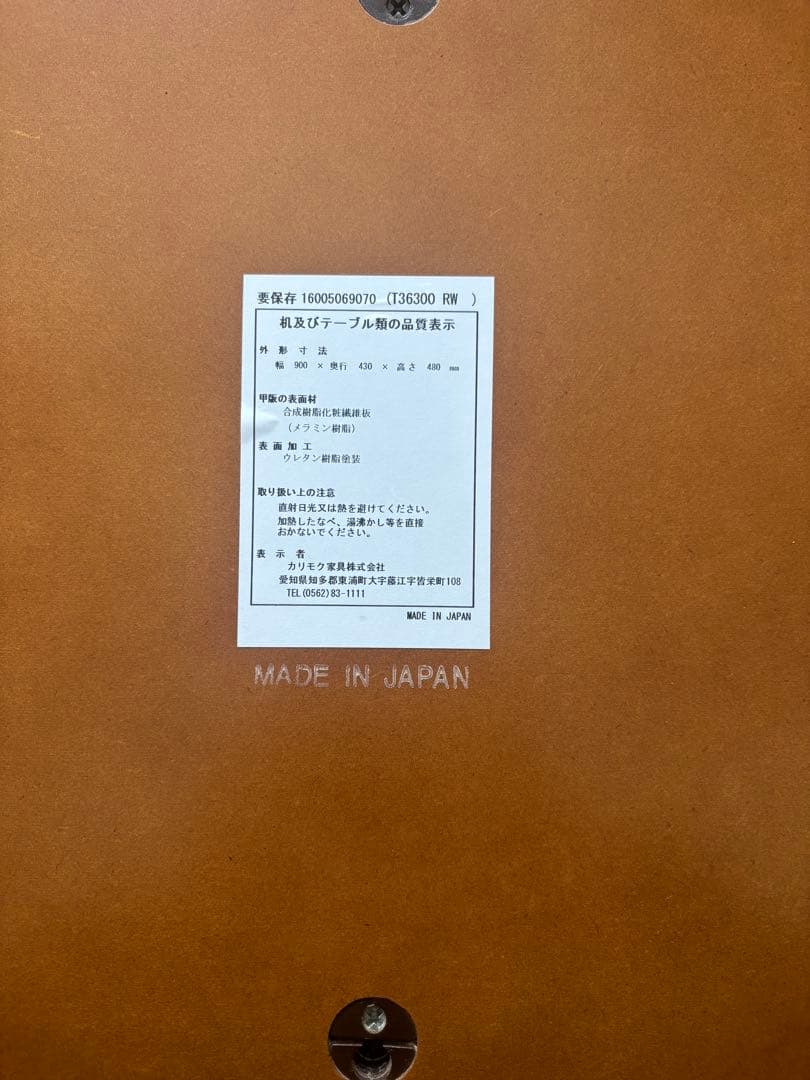 要保存 16005069070 (T36300 RW )
机及びテーブル類の品質表示
外形寸法
幅 900 × 奥行 430 × 高さ 480 mm
甲板の表面材
合成樹脂化粧繊維板
(メラミン樹脂)
表面加工
ウレタン樹脂塗装
取り扱い上の注意
直射日光又は熱を避けてください。
加熱したなべ、湯沸かし等を直接
おかないでください。
表示者
カリモク家具株式会社
愛知県知多郡東浦町大字藤江字皆栄町108
TEL(0562)83-1111
MADE IN JAPAN
MADE IN JAPAN